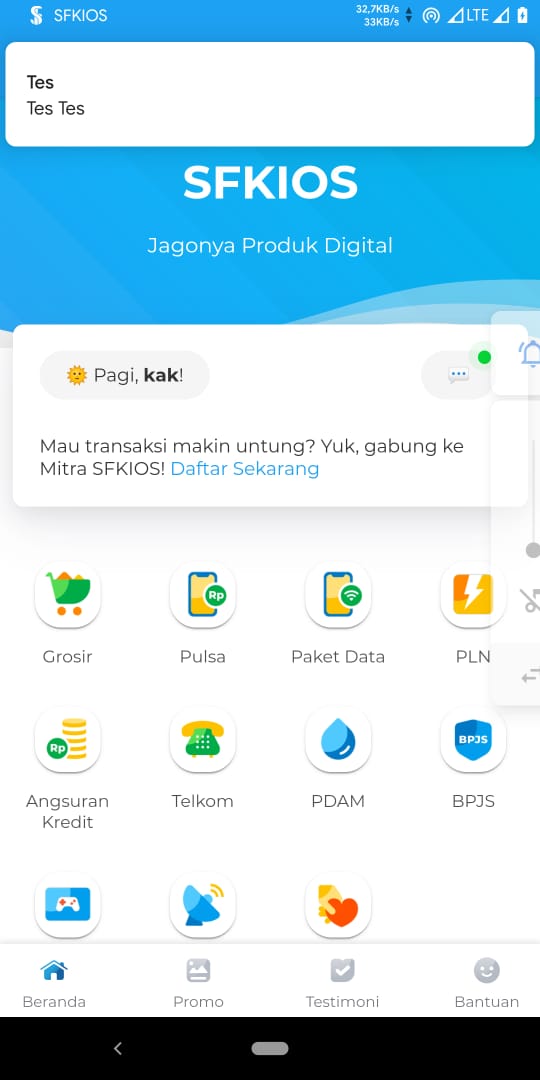 SFKIOS
32,7KB/s
33KB/s
LTE
Tes
Tes Tes
SFKIOS
Jagonya Produk Digital
🌞 Pagi, kak!
Mau transaksi makin untung? Yuk, gabung ke
Mitra SFKIOS! Daftar Sekarang
Rp
Grosir
Pulsa
Paket Data
PLN
Rp
BPJS
Angsuran
Kredit
Telkom
PDAM
BPJS
Beranda
Promo
Testimoni
Bantuan